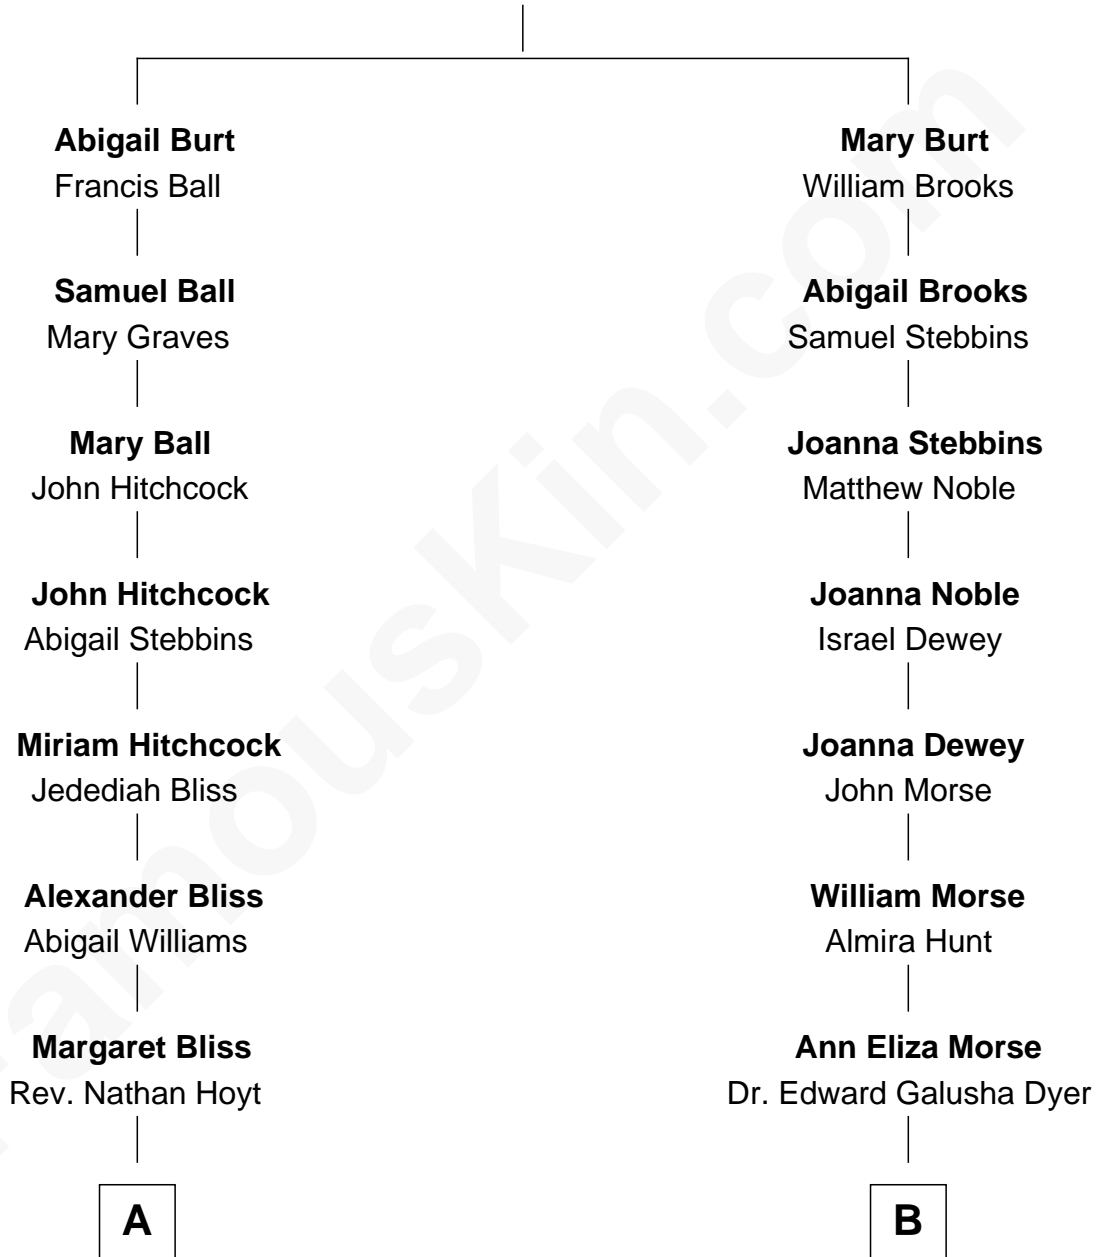 Abigail Burt
Francis Ball
Mary Burt
William Brooks
Samuel Ball
Mary Graves
Abigail Brooks
Samuel Stebbins
Mary Ball
John Hitchcock
Joanna Stebbins
Matthew Noble
John Hitchcock
Abigail Stebbins
Joanna Noble
Israel Dewey
Miriam Hitchcock
Jedediah Bliss
Joanna Dewey
John Morse
Alexander Bliss
Abigail Williams
William Morse
Almira Hunt
Margaret Bliss
Rev. Nathan Hoyt
Ann Eliza Morse
Dr. Edward Galusha Dyer
A
B
FamousKin.com